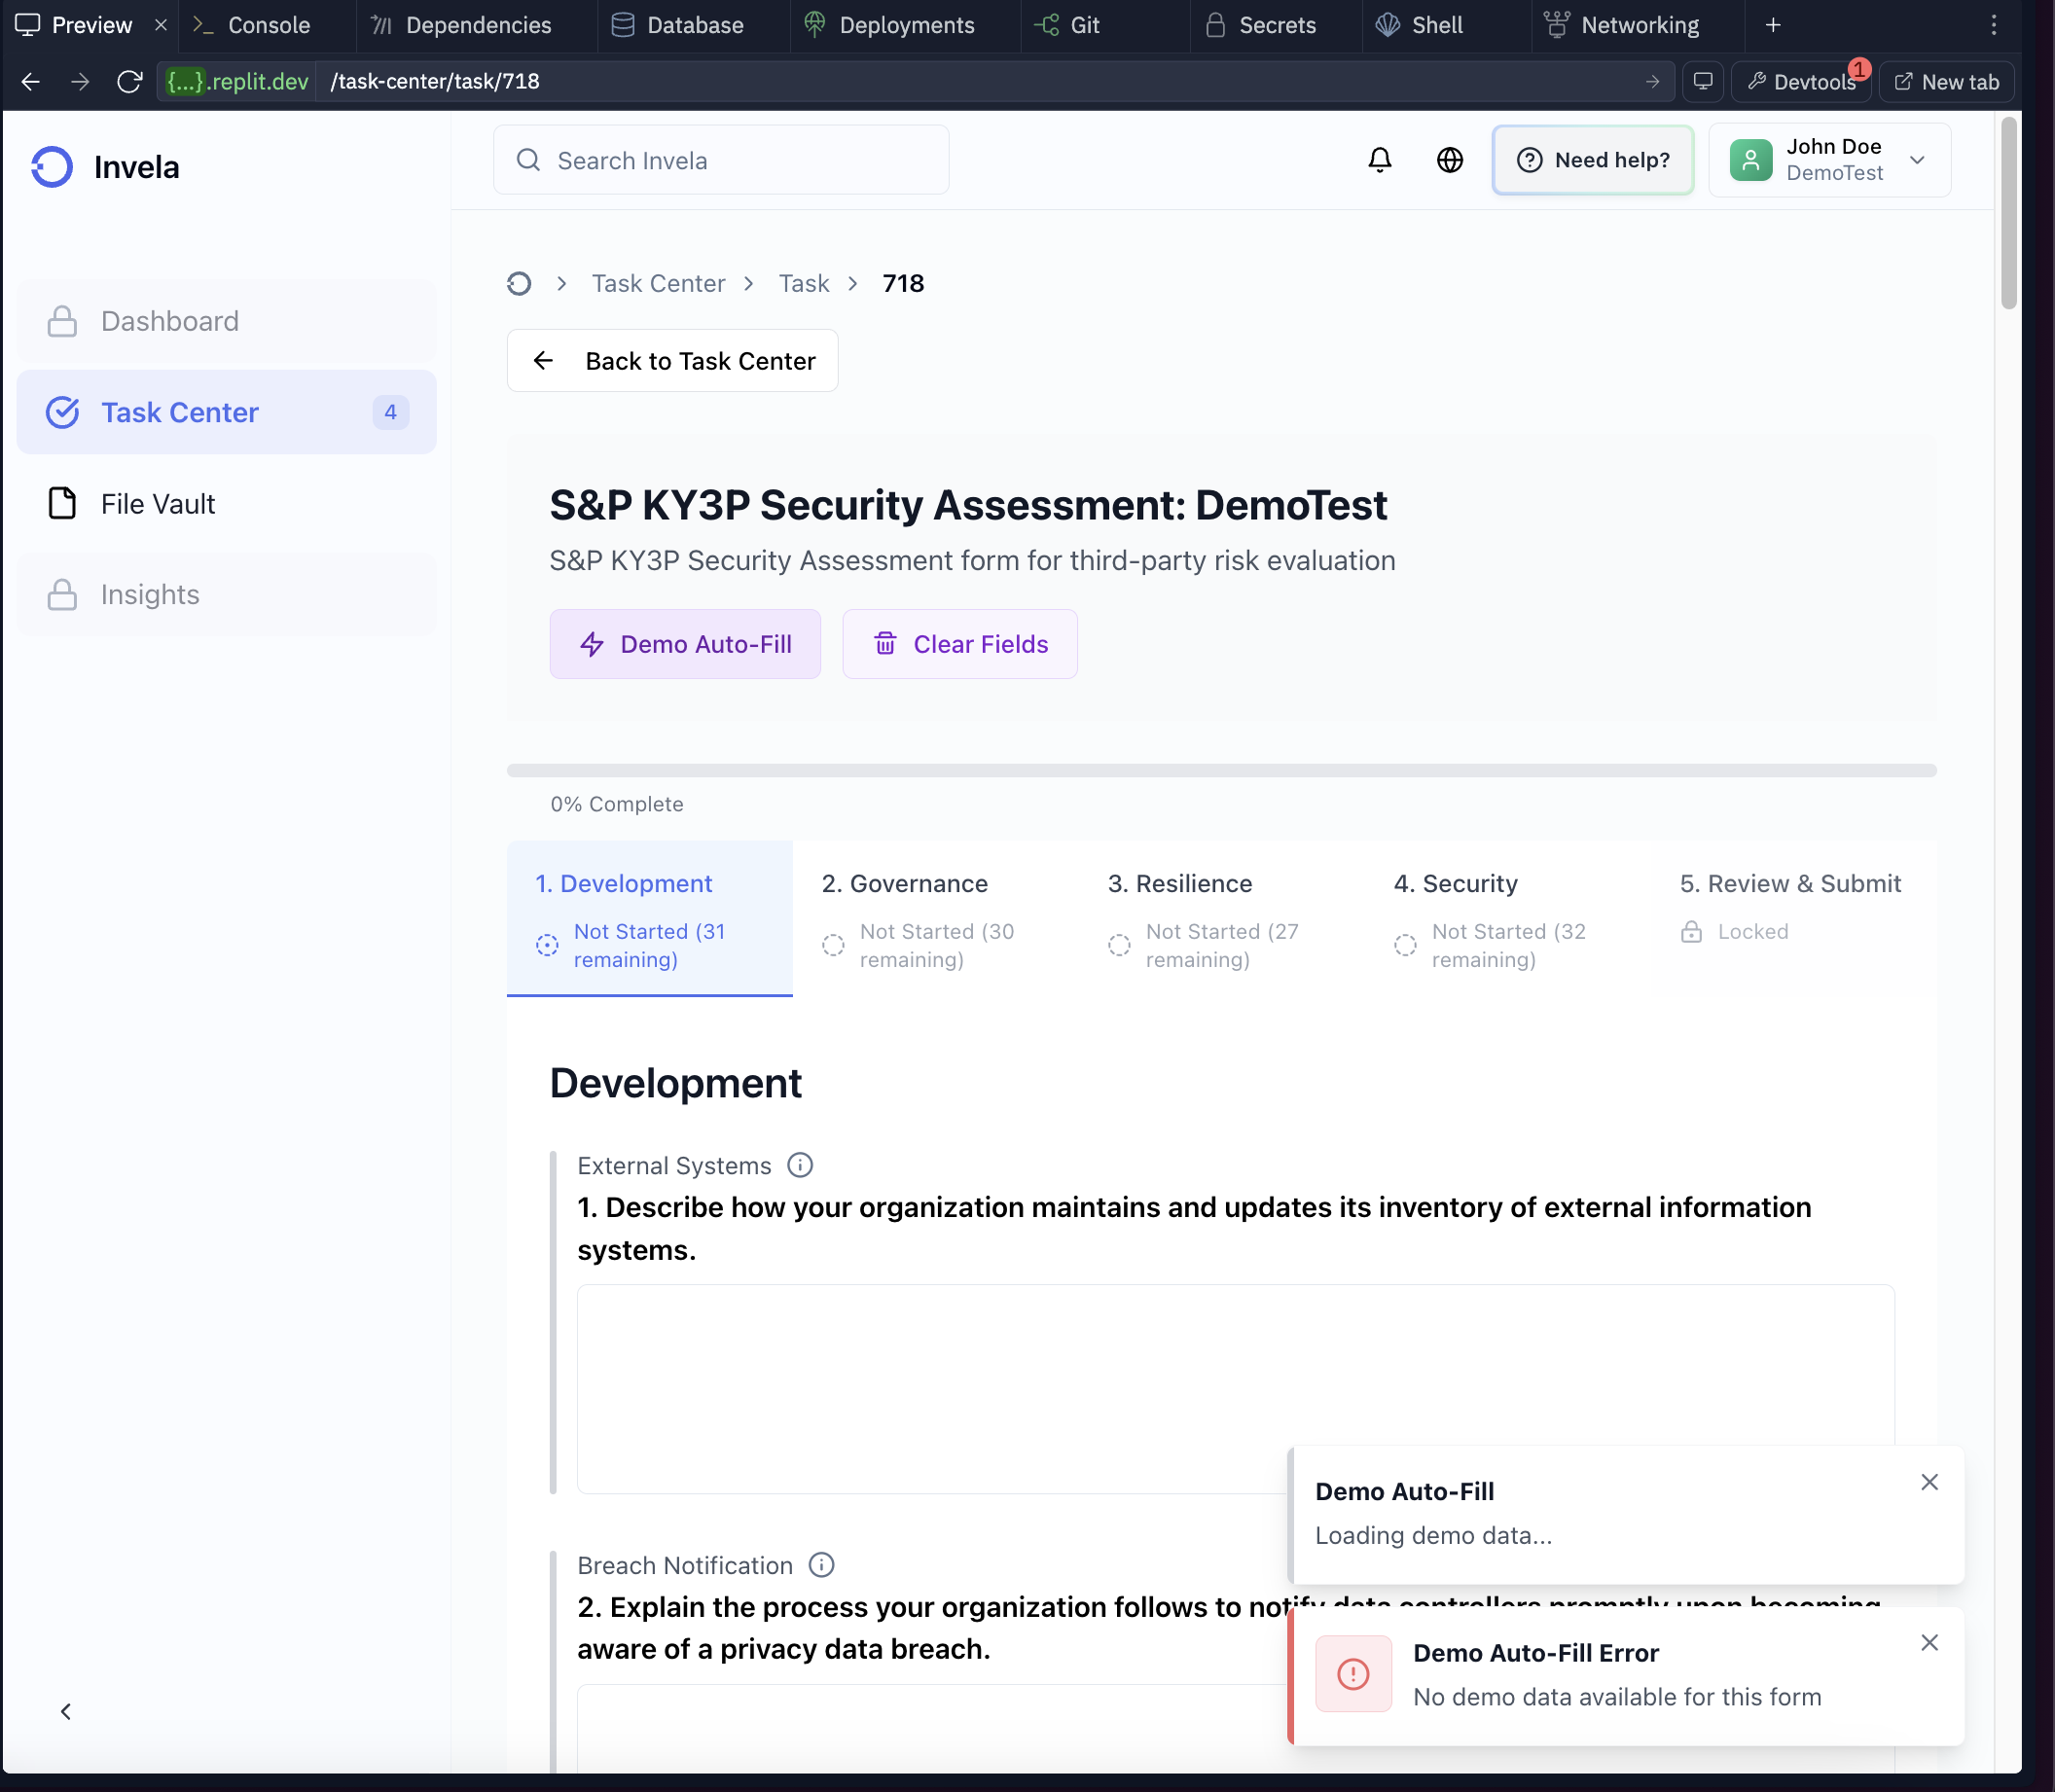 Preview
Console
Dependencies
Database
Deployments
Git
Secrets
Shell
Networking
{...}.replit.dev
/task-center/task/718
Devtools
1
New tab
Invela
Search Invela
Need help?
John Doe
DemoTest
Dashboard
Task Center
4
File Vault
Insights
Task Center
Task
718
Back to Task Center
S&P KY3P Security Assessment: DemoTest
S&P KY3P Security Assessment form for third-party risk evaluation
Demo Auto-Fill
Clear Fields
0% Complete
1. Development
Not Started (31
remaining)
2. Governance
Not Started (30
remaining)
3. Resilience
Not Started (27
remaining)
4. Security
Not Started (32
remaining)
5. Review & Submit
Locked
Development
External Systems
1. Describe how your organization maintains and updates its inventory of external information
systems.
Breach Notification
2. Explain the process your organization follows to notify data controllers promptly upon becoming
aware of a privacy data breach.
Demo Auto-Fill
Loading demo data...
Demo Auto-Fill Error
No demo data available for this form